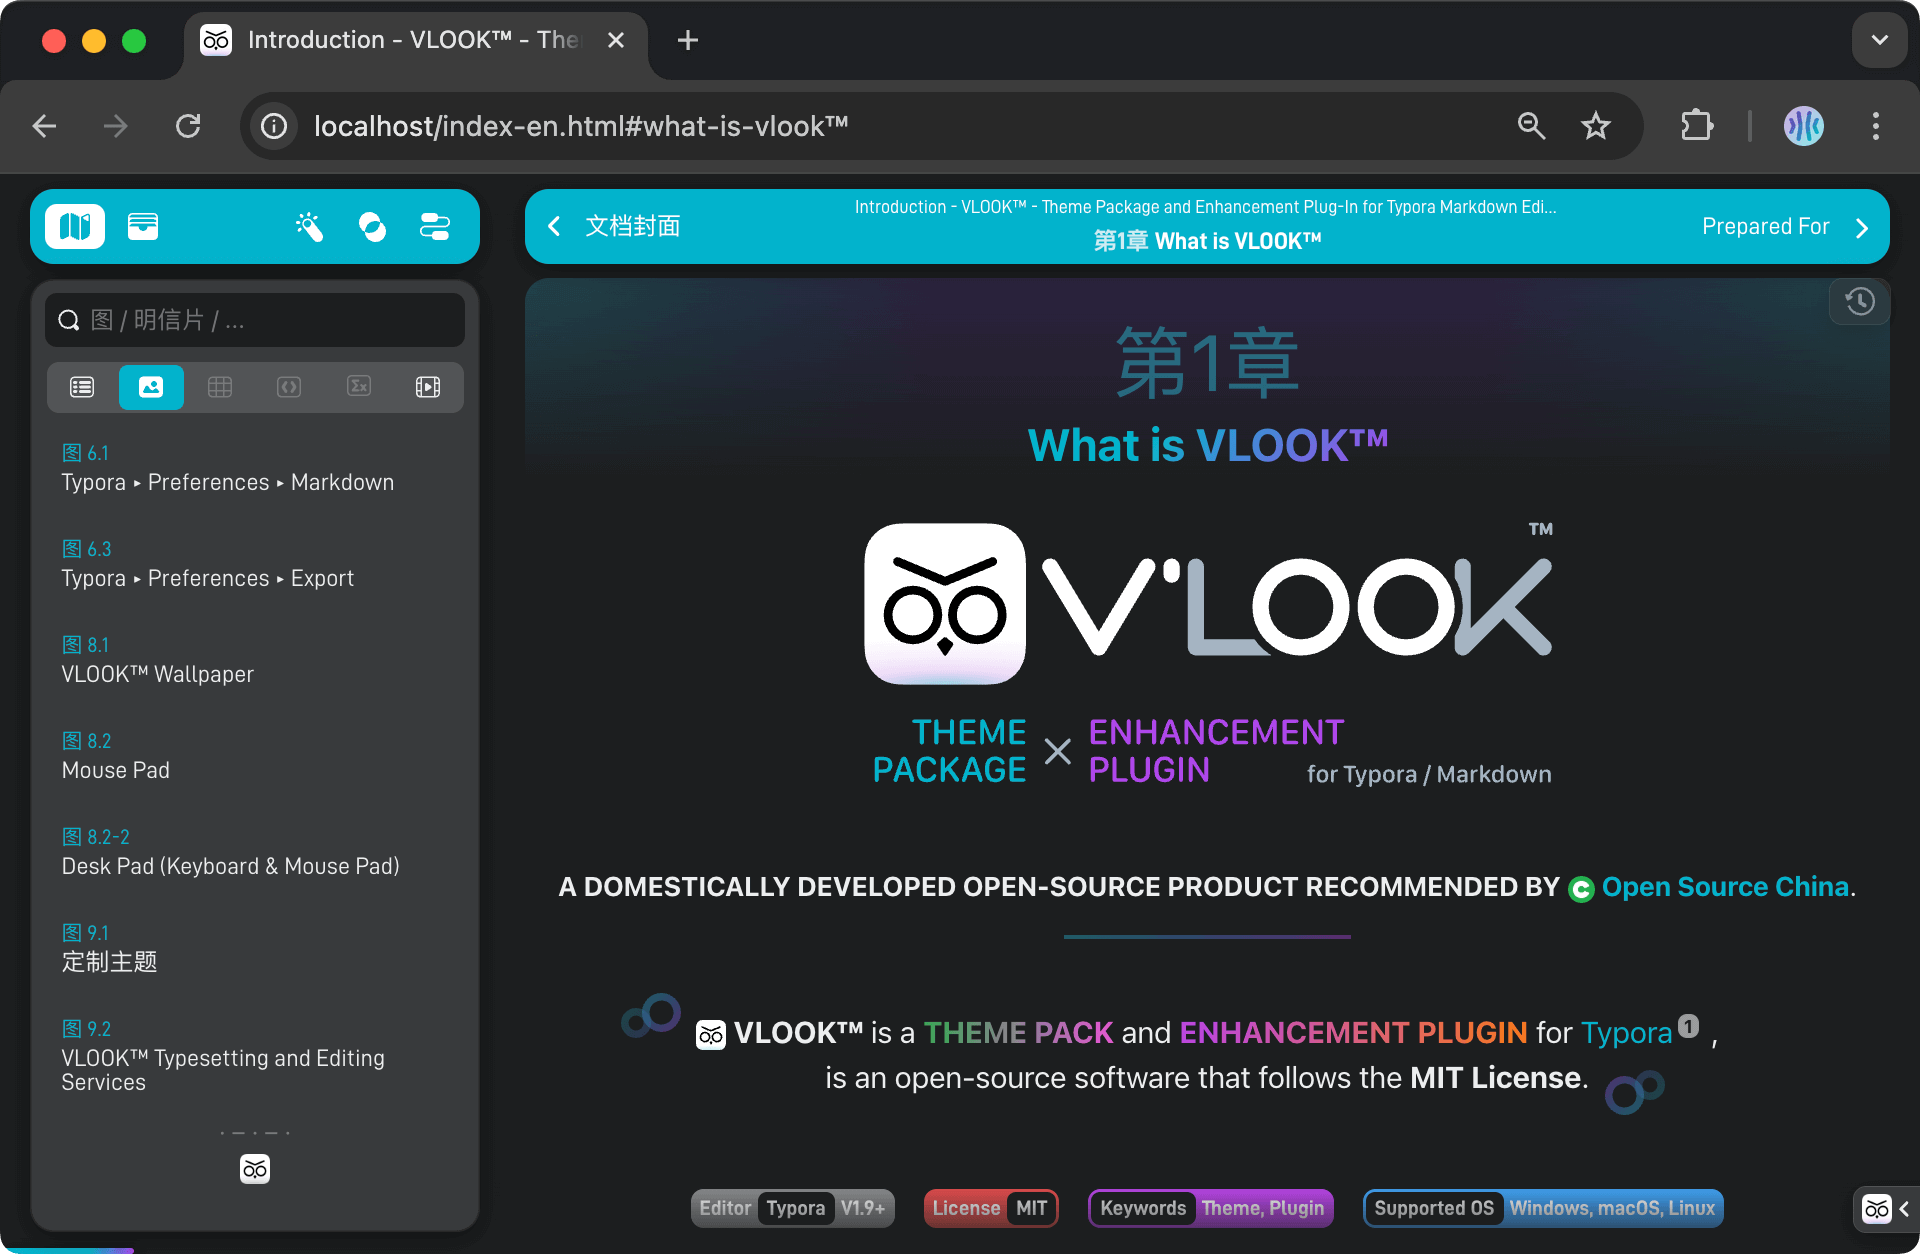 Introduction - VLOOK™ - The
localhost/index-en.html#what-is-vlook™
文档封面
Introduction - VLOOK™ - Theme Package and Enhancement Plug-In for Typora Markdown Edi...
第1章 What is VLOOK™
Prepared For
图 / 明信片 / ...
图 6.1
Typora ▸ Preferences ▸ Markdown
图 6.3
Typora ▸ Preferences ▸ Export
图 8.1
VLOOK™ Wallpaper
图 8.2
Mouse Pad
图 8.2-2
Desk Pad (Keyboard & Mouse Pad)
图 9.1
定制主题
图 9.2
VLOOK™ Typesetting and Editing
Services
第1章
What is VLOOK™
V'LOOK™
THEME
PACKAGE
×
ENHANCEMENT
PLUGIN
for Typora / Markdown
A DOMESTICALLY DEVELOPED OPEN-SOURCE PRODUCT RECOMMENDED BY Open Source China.
VLOOK™ is a THEME PACK and ENHANCEMENT PLUGIN for Typora 1 ,
is an open-source software that follows the MIT License.
Editor Typora V1.9+
License MIT
Keywords Theme, Plugin
Supported OS Windows, macOS, Linux